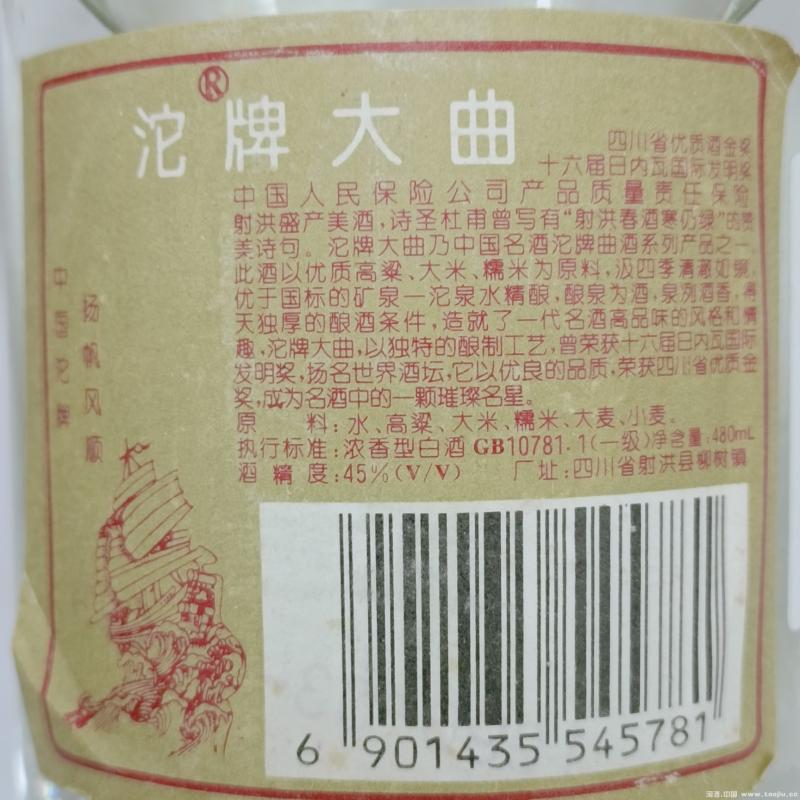 沱牌®大曲
四川省优质酒金奖
十六届日内瓦国际发明奖
中国人民保险公司产品质量责任保险
射洪盛产美酒,诗圣杜甫曾写有“射洪春酒寒仍绿”的赞
美诗句。沱牌大曲乃中国名酒沱牌曲酒系列产品之一,
此酒以优质高粱、大米、糯米为原料,汲四季清澈如镜,
优于国标的矿泉—沱泉水精酿,酿泉为酒,泉冽酒香,得
天独厚的酿酒条件,造就了一代名酒高品味的风格和情
趣,沱牌大曲,以独特的酿制工艺,曾荣获十六届日内瓦国际
发明奖,扬名世界酒坛,它以优良的品质,荣获四川省优质金
奖,成为名酒中的一颗璀璨名星。
原 料:水、高粱、大米、糯米、大麦、小麦。
执行标准:浓香型白酒 GB10781.1(一级)净含量:480mL
酒精度:45%(V/V) 厂址:四川省射洪县柳树镇
中国沱牌
扬帆风顺
6 901435 545781
淘酒.中国 www.taojiu.cc